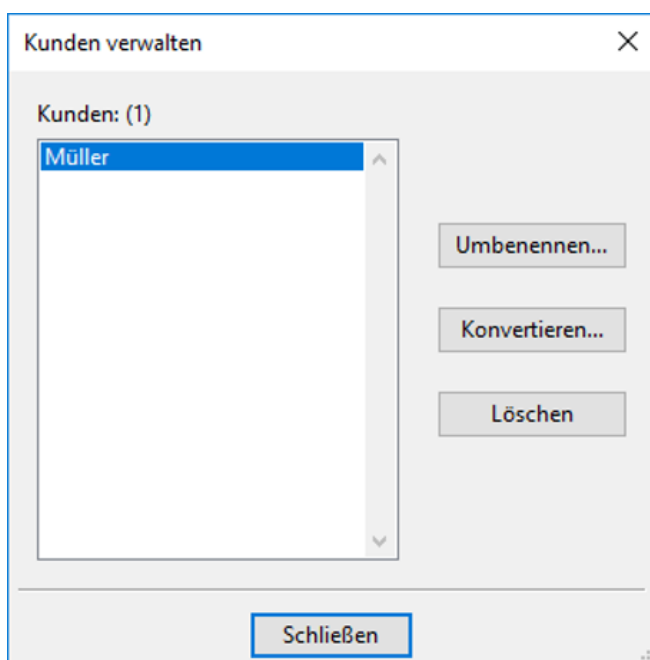 Kunden verwalten
Kunden: (1)
Müller
Umbenennen...
Konvertieren...
Löschen
Schließen